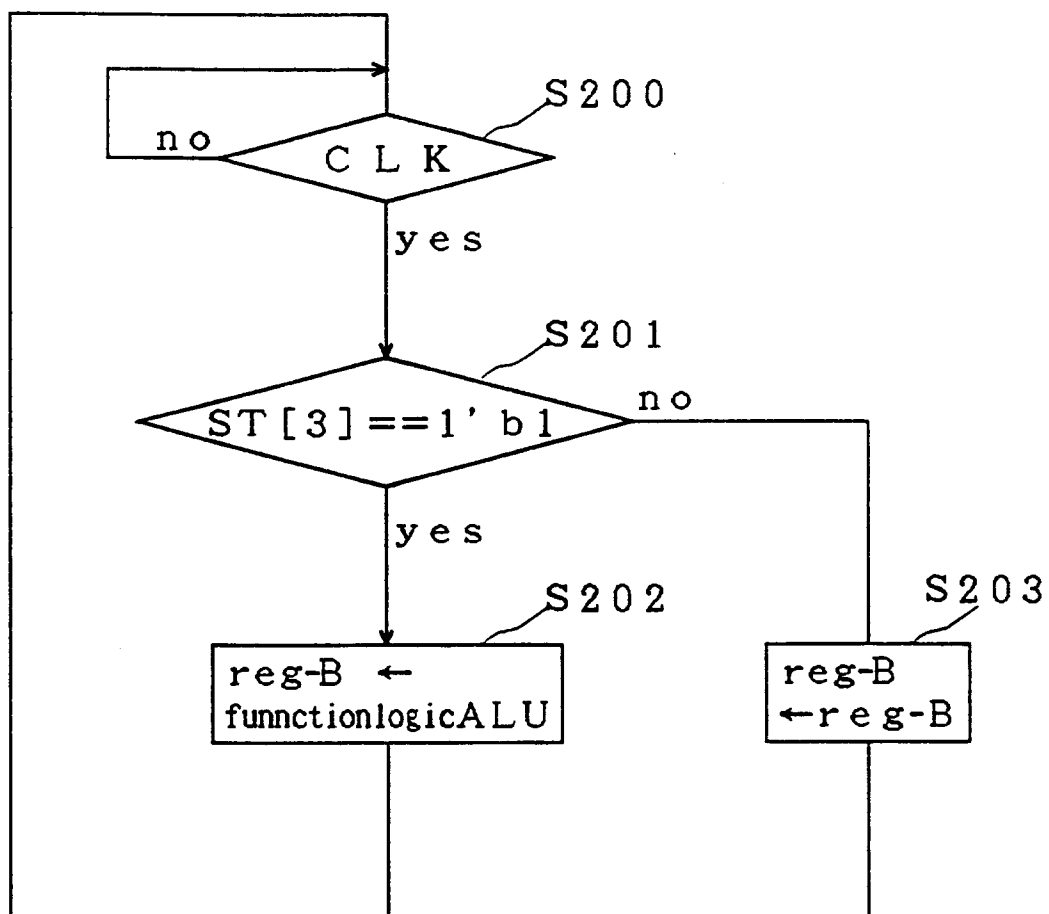 S200
no
CLK
yes
S201
no
ST[3]==1'b1
yes
S202
S203
reg-B ←
funnctionlogicALU
reg-B
←reg-B